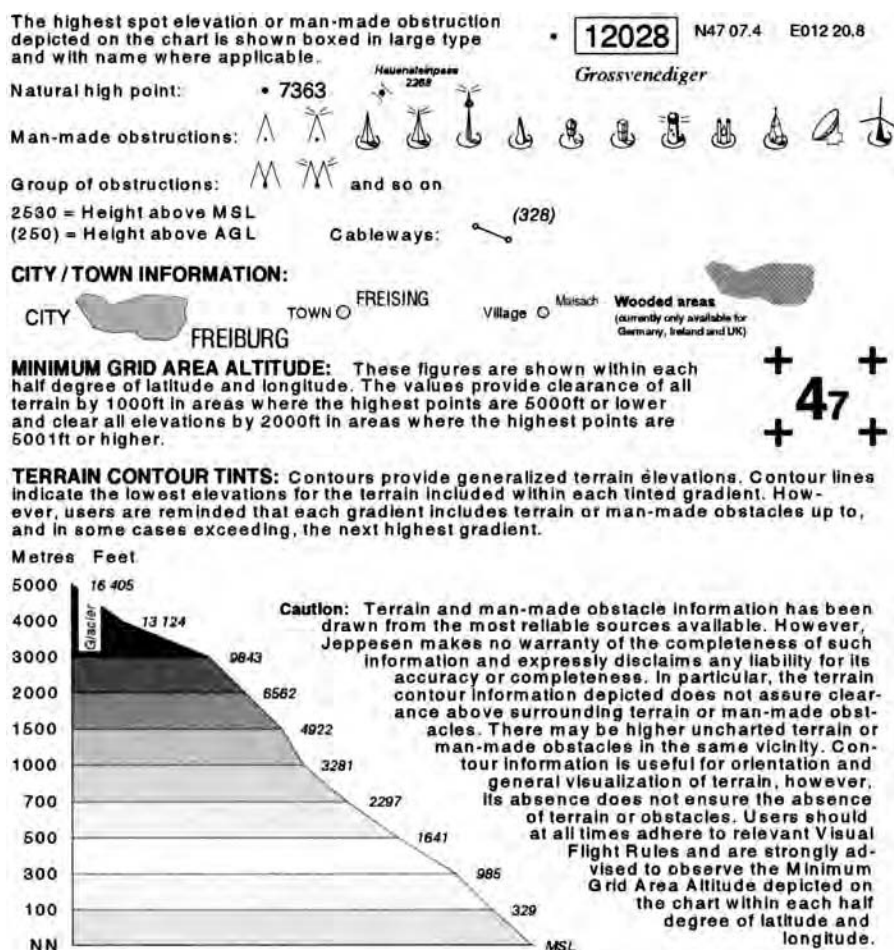 The highest spot elevation or man-made obstruction
depicted on the chart is shown boxed in large type
and with name where applicable.
12028 N47 07.4 E012 20.8
Grossvenediger
Natural high point: • 7363
Hauensteinpass
2268
Man-made obstructions:
Group of obstructions: and so on
2530 = Height above MSL
(250) = Height above AGL
Cableways: (328)
CITY / TOWN INFORMATION:
CITY FREIBURG
TOWN FREISING
Village Maisach
Wooded areas
(currently only available for
Germany, Ireland and UK)
MINIMUM GRID AREA ALTITUDE: These figures are shown within each
half degree of latitude and longitude. The values provide clearance of all
terrain by 1000ft in areas where the highest points are 5000ft or lower
and clear all elevations by 2000ft in areas where the highest points are
5001ft or higher.
47
TERRAIN CONTOUR TINTS: Contours provide generalized terrain elevations. Contour lines
indicate the lowest elevations for the terrain included within each tinted gradient. How-
ever, users are reminded that each gradient includes terrain or man-made obstacles up to,
and in some cases exceeding, the next highest gradient.
Metres Feet
5000 16 405
4000 13 124
Glacier
3000 9843
2000 6562
1500 4922
1000 3281
700 2297
500 1641
300 985
100 329
NN MSL
Caution: Terrain and man-made obstacle information has been
drawn from the most reliable sources available. However,
Jeppesen makes no warranty of the completeness of such
information and expressly disclaims any liability for its
accuracy or completeness. In particular, the terrain
contour information depicted does not assure clear-
ance above surrounding terrain or man-made obst-
acles. There may be higher uncharted terrain or
man-made obstacles in the same vicinity. Con-
tour information is useful for orientation and
general visualization of terrain, however,
its absence does not ensure the absence
of terrain or obstacles. Users should
at all times adhere to relevant Visual
Flight Rules and are strongly ad-
vised to observe the Minimum
Grid Area Altitude depicted on
the chart within each half
degree of latitude and
longitude.